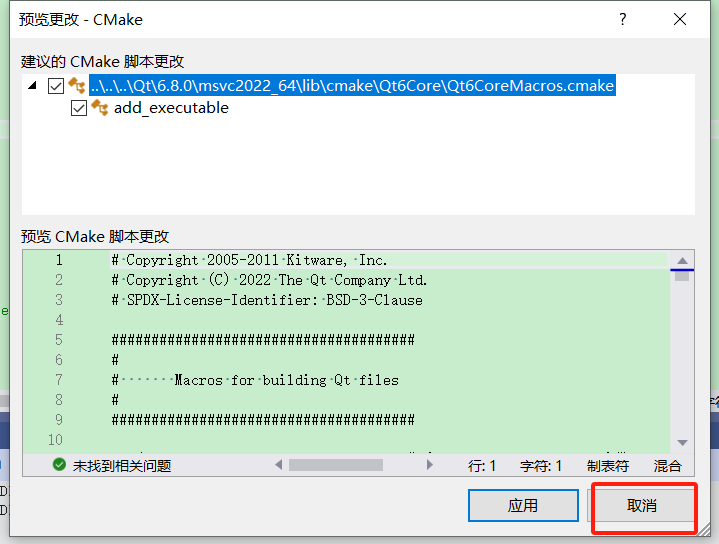 预览更改 - CMake
?
建议的 CMake 脚本更改
..\..\..\Qt\6.8.0\msvc2022_64\lib\cmake\Qt6Core\Qt6CoreMacros.cmake
add_executable
预览 CMake 脚本更改
1 # Copyright 2005-2011 Kitware, Inc.
2 # Copyright (C) 2022 The Qt Company Ltd.
3 # SPDX-License-Identifier: BSD-3-Clause
4
5 ######################################
6 #
7 #       Macros for building Qt files
8 #
9 ######################################
10
未找到相关问题 行: 1 字符: 1 制表符 混合
应用 取消